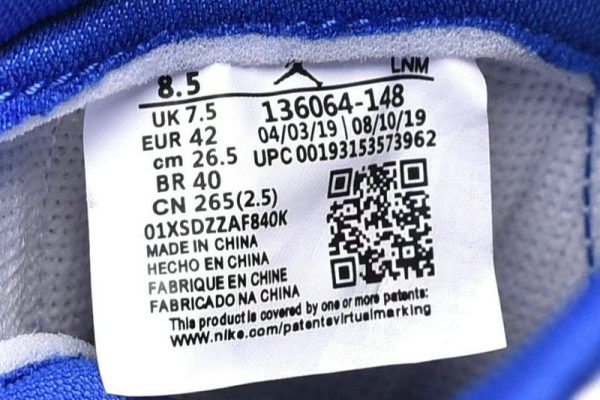 8.5 LNM
UK 7.5 136064-148
EUR 42 04/03/19 | 08/10/19
cm 26.5 UPC 00193153573962
BR 40
CN 265(2.5)
01XSDZZAF840K
MADE IN CHINA
HECHO EN CHINA
FABRIQUE EN CHINE
FABRICADO NA CHINA
This product is covered by one or more patents:
www.nike.com/patentsvirtualmarking